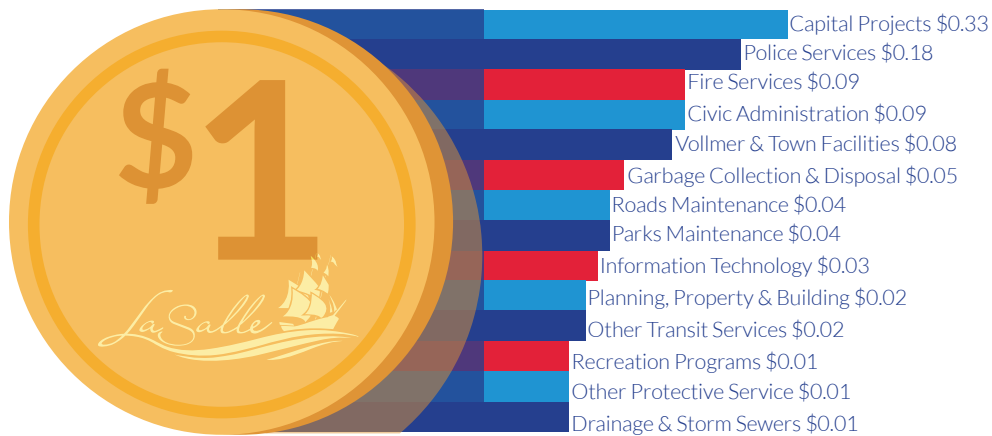 $1
LaSalle
Capital Projects $0.33
Police Services $0.18
Fire Services $0.09
Civic Administration $0.09
Vollmer & Town Facilities $0.08
Garbage Collection & Disposal $0.05
Roads Maintenance $0.04
Parks Maintenance $0.04
Information Technology $0.03
Planning, Property & Building $0.02
Other Transit Services $0.02
Recreation Programs $0.01
Other Protective Service $0.01
Drainage & Storm Sewers $0.01